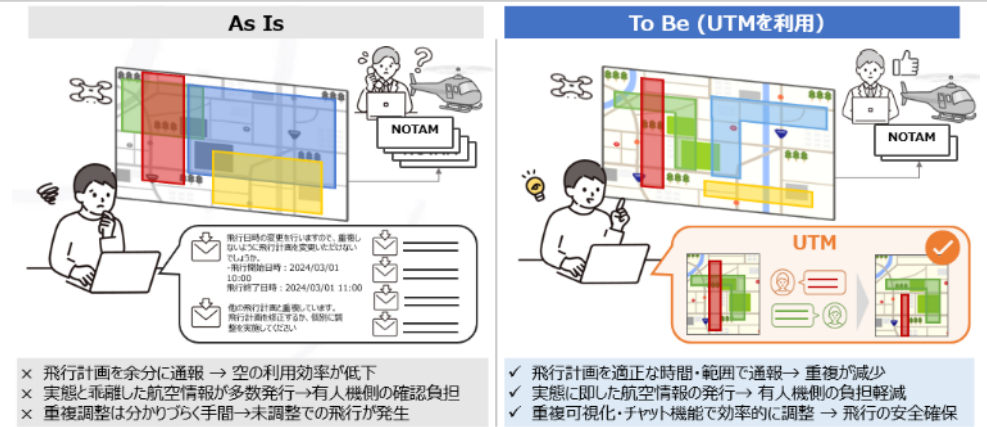 As Is
To Be (UTMを利用)
NOTAM
NOTAM
飛行日時の変更を行いますので、重複し
ないように飛行計画を変更いただけない
でしょうか。
・飛行開始日時：2024/03/01
10:00
飛行終了日時：2024/03/01 11:00
他の飛行計画と重複しています。
飛行計画を修正するか、個別に調
整を実施してください
UTM
× 飛行計画を余分に通報 → 空の利用効率が低下
× 実態と乖離した航空情報が多数発行→有人機側の確認負担
× 重複調整は分かりづらく手間→未調整での飛行が発生
✓ 飛行計画を適正な時間・範囲で通報→ 重複が減少
✓ 実態に即した航空情報の発行→ 有人機側の負担軽減
✓ 重複可視化・チャット機能で効率的に調整 → 飛行の安全確保